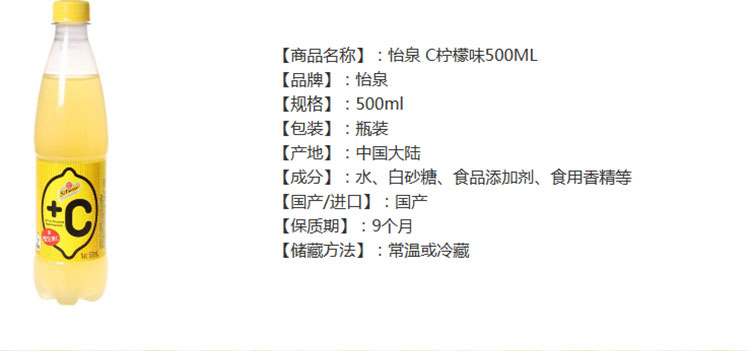 【商品名称】：怡泉 C柠檬味500ML
【品牌】：怡泉
【规格】：500ml
【包装】：瓶装
【产地】：中国大陆
【成分】：水、白砂糖、食品添加剂、食用香精等
【国产/进口】：国产
【保质期】：9个月
【储藏方法】：常温或冷藏
Schweppes
+C